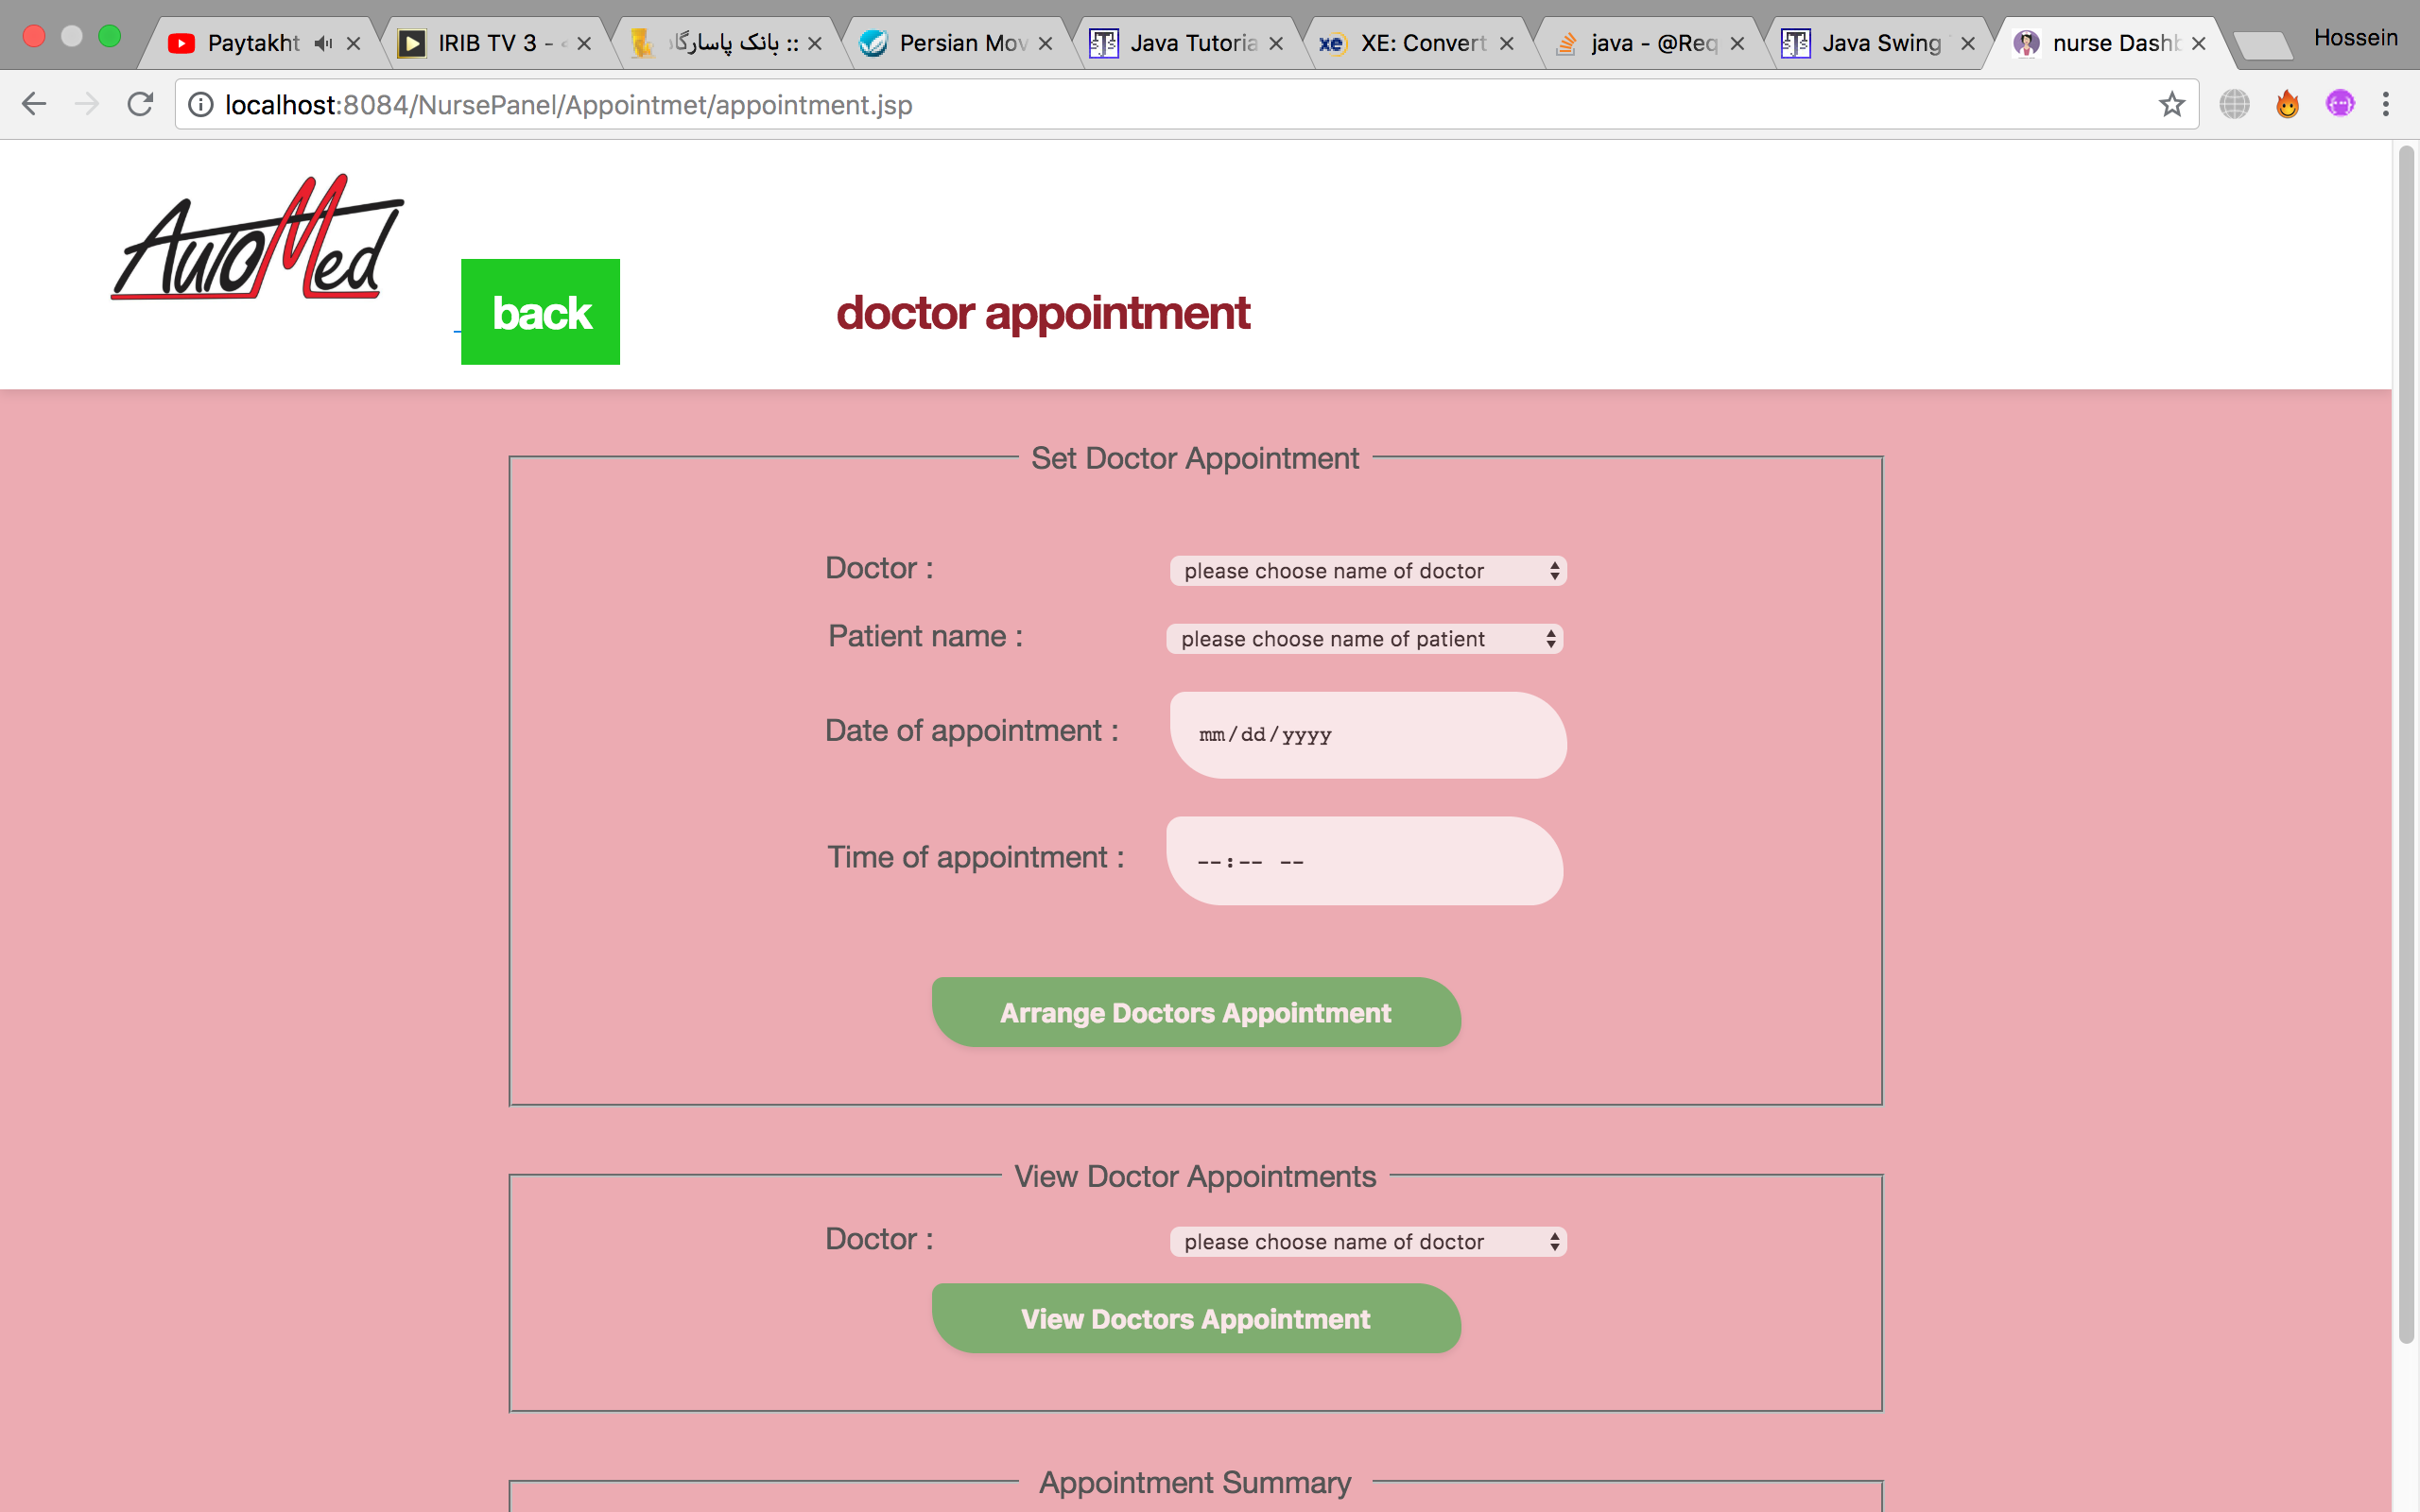 Paytakht
IRIB TV 3 -
بانک پاسارگاد ::
Persian Mov
Java Tutoria
XE: Convert
java - @Req
Java Swing
nurse Dashb
Hossein
localhost:8084/NursePanel/Appointmet/appointment.jsp
AutoMed
back
doctor appointment
Set Doctor Appointment
Doctor :
please choose name of doctor
Patient name :
please choose name of patient
Date of appointment :
mm/dd/yyyy
Time of appointment :
--:-- --
Arrange Doctors Appointment
View Doctor Appointments
Doctor :
please choose name of doctor
View Doctors Appointment
Appointment Summary